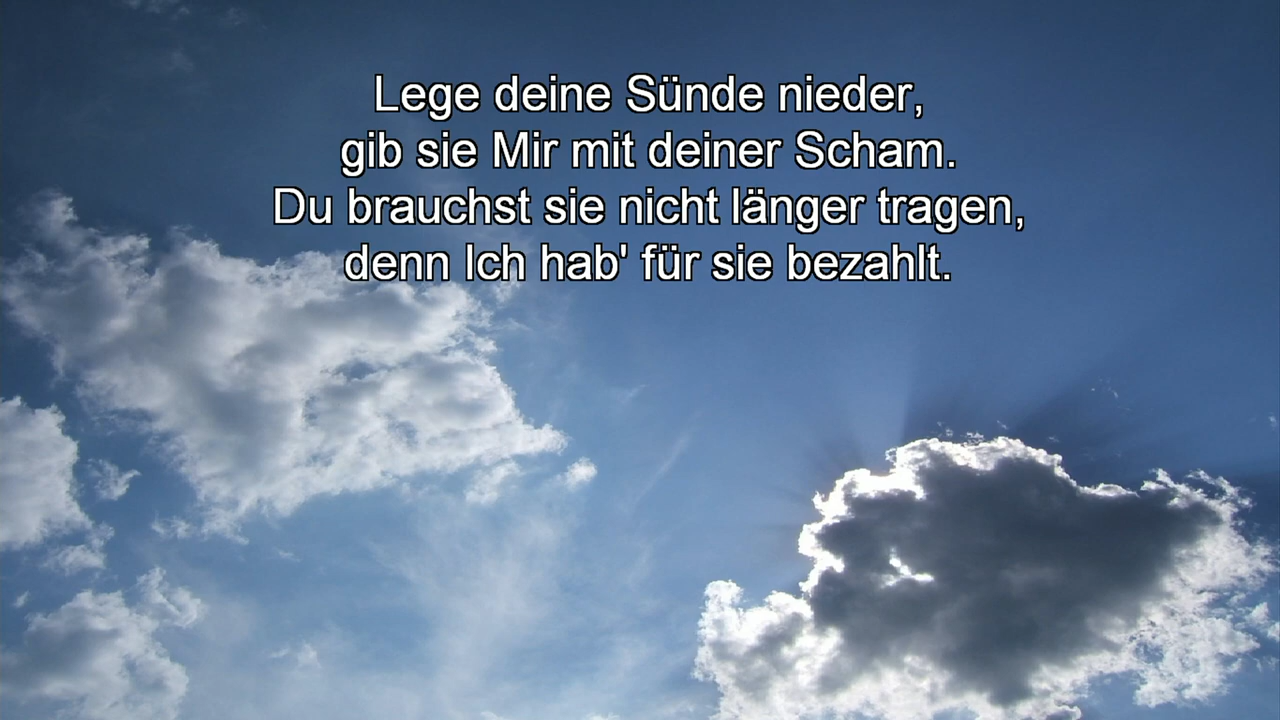 Lege deine Sünde nieder,
gib sie Mir mit deiner Scham.
Du brauchst sie nicht länger tragen,
denn Ich hab' für sie bezahlt.